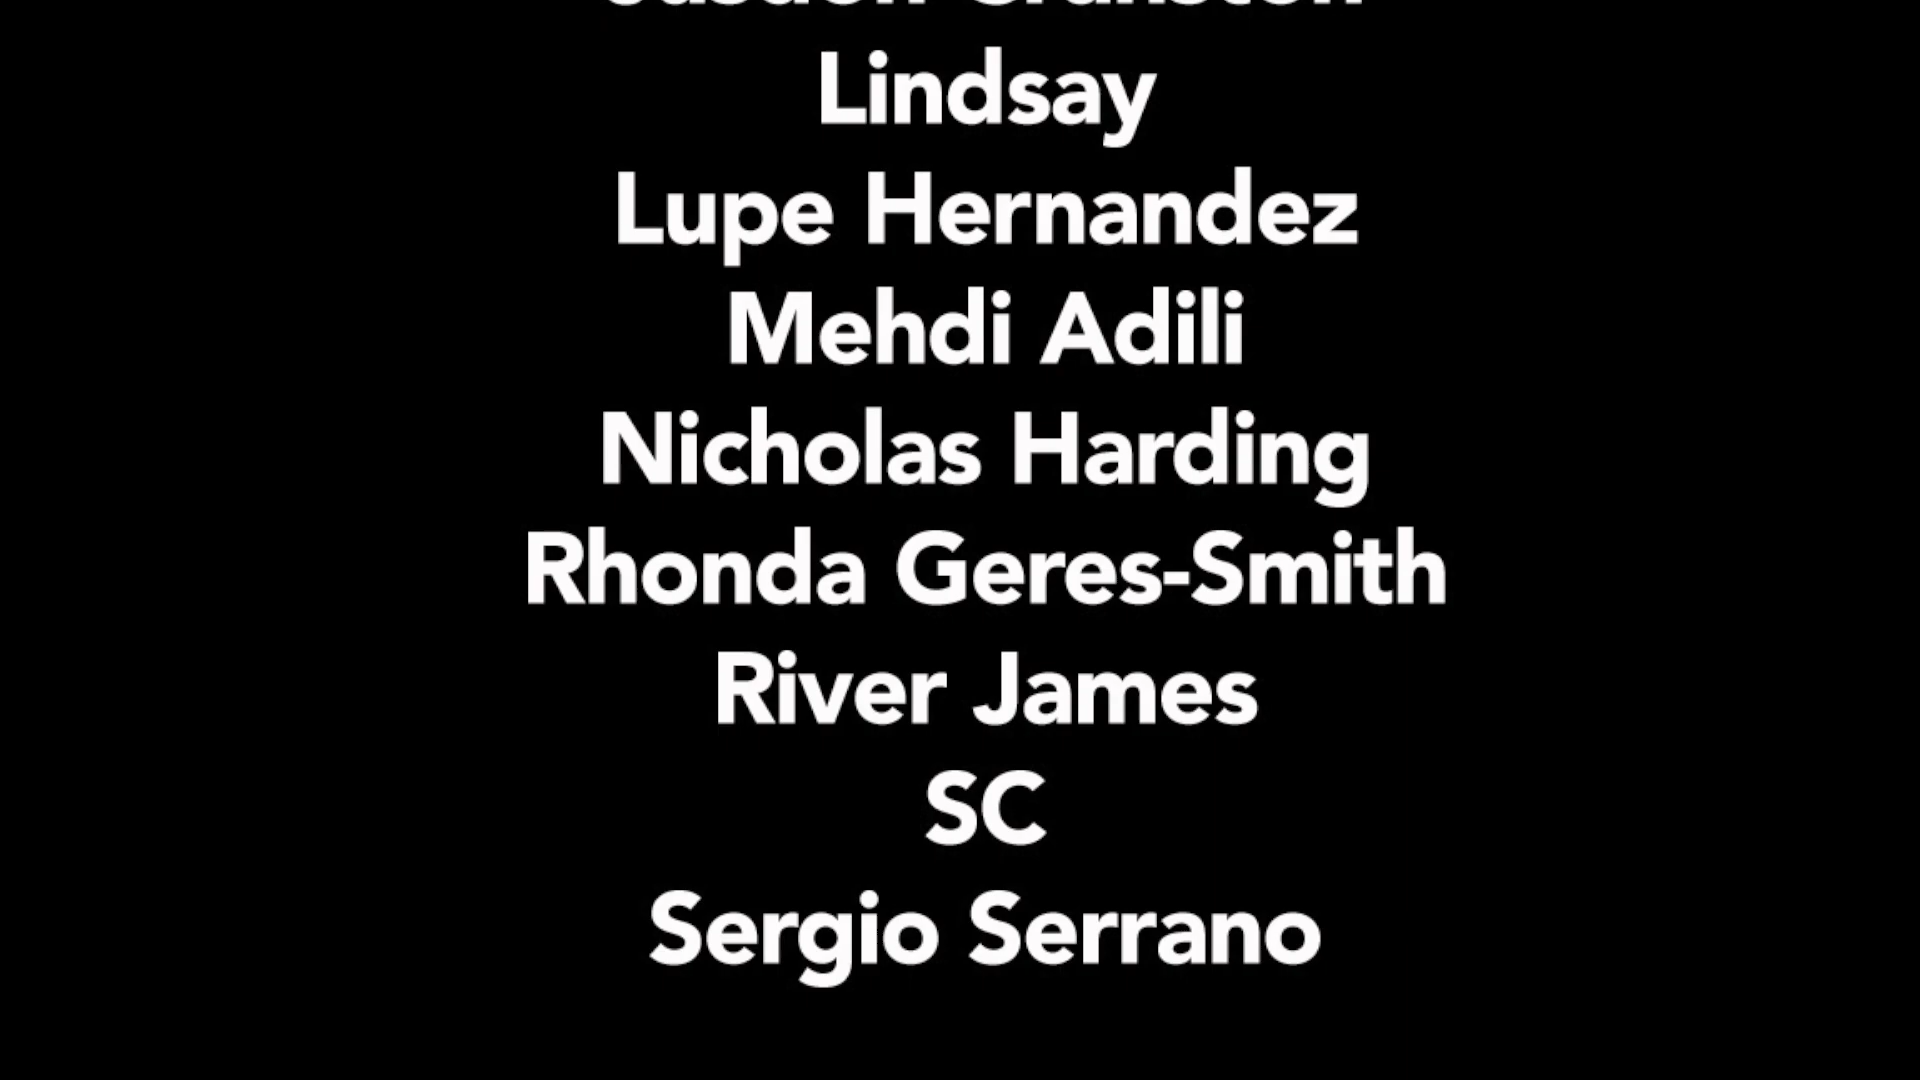 Lindsay
Lupe Hernandez
Mehdi Adili
Nicholas Harding
Rhonda Geres-Smith
River James
SC
Sergio Serrano